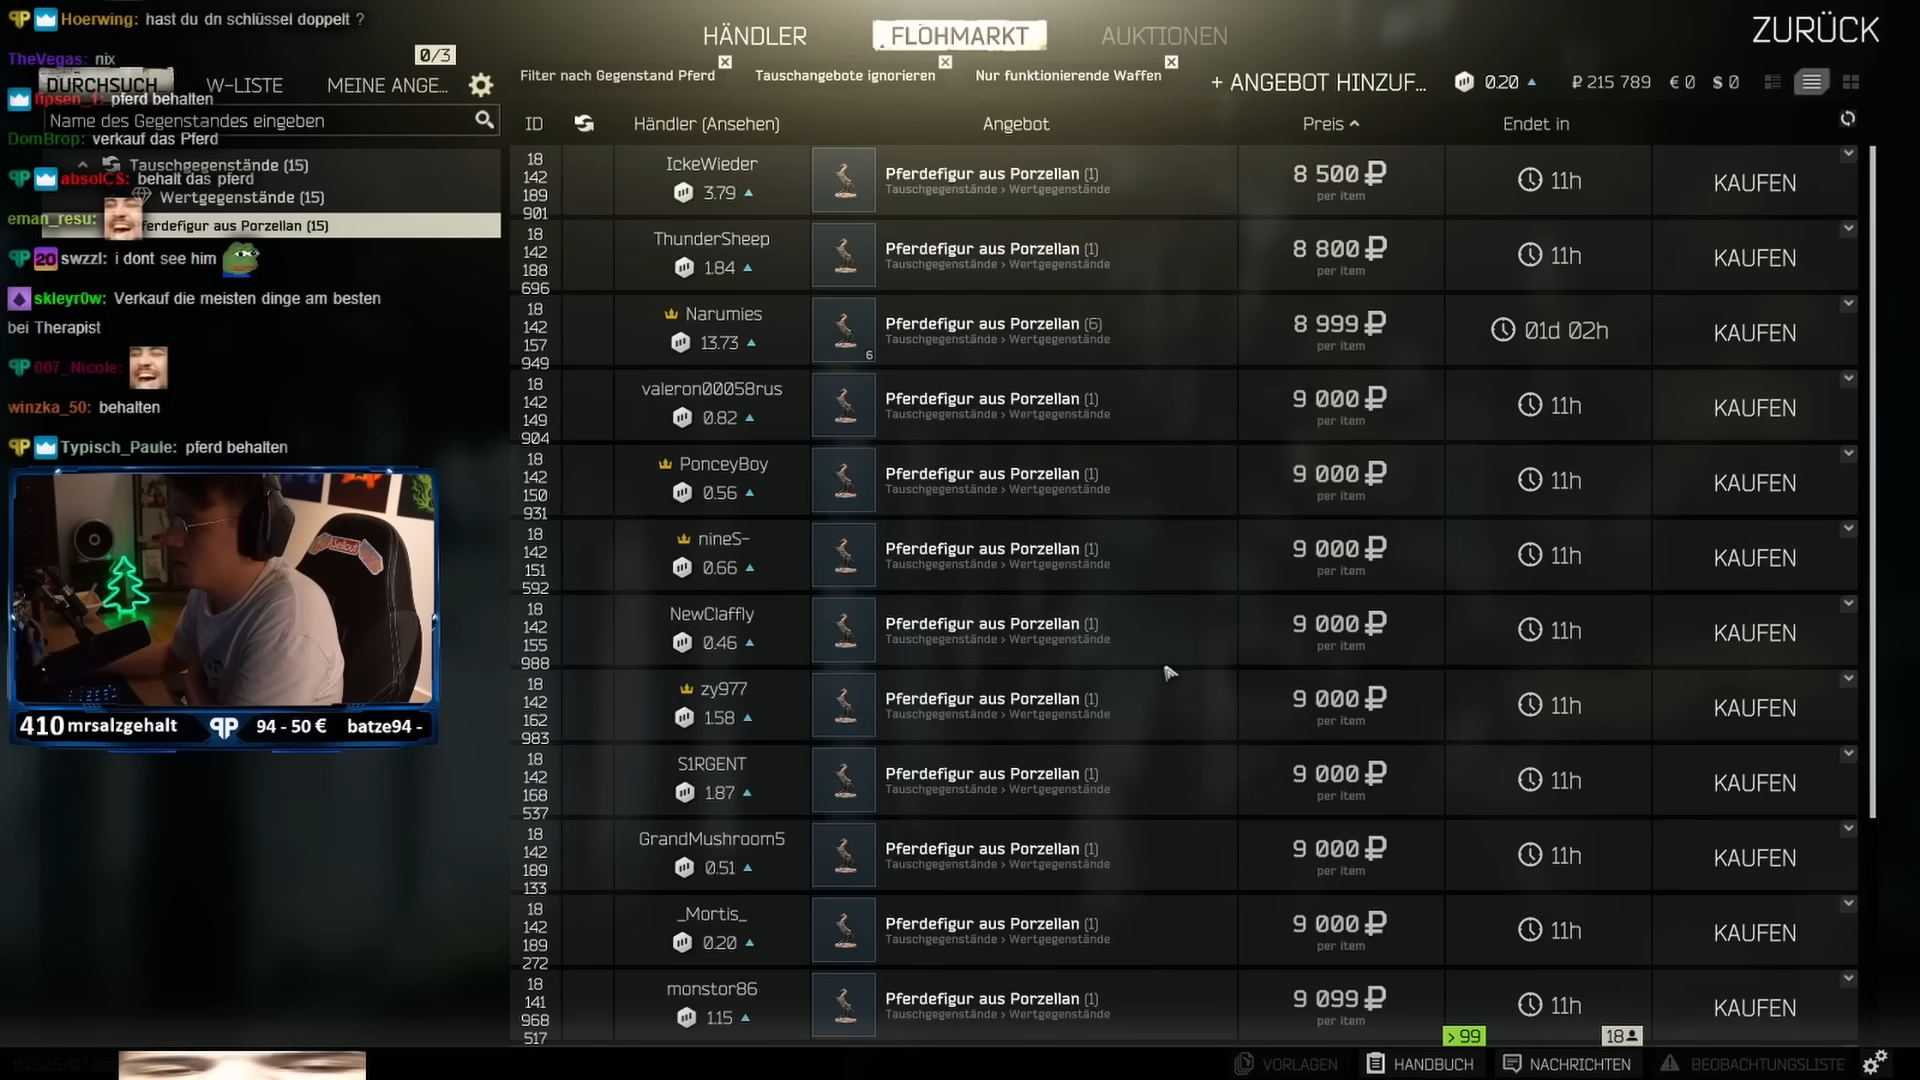 Hoerwing: hast du dn schlüssel doppelt ?
TheVegas: nix
fipsen_1: pferd behalten
DomBrop: verkauf das Pferd
absolCS: behalt das pferd
eman_resu:
20 swzzl: i dont see him
skleyr0w: Verkauf die meisten dinge am besten
bei Therapist
007_Nicole:
winzka_50: behalten
Typisch_Paule: pferd behalten
410 mrsalzgehalt 94 - 50 € batze94 -
Sellout
HÄNDLER FLOHMARKT AUKTIONEN ZURÜCK
0/3
DURCHSUCH W-LISTE MEINE ANGE...
Name des Gegenstandes eingeben
Tauschgegenstände (15)
Wertgegenstände (15)
ferdefigur aus Porzellan (15)
Filter nach Gegenstand Pferd Tauschangebote ignorieren Nur funktionierende Waffen
+ ANGEBOT HINZUF... 0.20 ₽ 215 789 € 0 $ 0
ID Händler (Ansehen) Angebot Preis Endet in
18 142 189 901 IckeWieder 3.79 Pferdefigur aus Porzellan (1) Tauschgegenstände > Wertgegenstände 8 500 ₽ per item 11h KAUFEN
18 142 188 696 ThunderSheep 1.84 Pferdefigur aus Porzellan (1) Tauschgegenstände > Wertgegenstände 8 800 ₽ per item 11h KAUFEN
18 142 157 949 Narumies 13.73 6 Pferdefigur aus Porzellan (6) Tauschgegenstände > Wertgegenstände 8 999 ₽ per item 01d 02h KAUFEN
18 142 149 904 valeron00058rus 0.82 Pferdefigur aus Porzellan (1) Tauschgegenstände > Wertgegenstände 9 000 ₽ per item 11h KAUFEN
18 142 150 931 PonceyBoy 0.56 Pferdefigur aus Porzellan (1) Tauschgegenstände > Wertgegenstände 9 000 ₽ per item 11h KAUFEN
18 142 151 592 nineS- 0.66 Pferdefigur aus Porzellan (1) Tauschgegenstände > Wertgegenstände 9 000 ₽ per item 11h KAUFEN
18 142 155 988 NewClaffly 0.46 Pferdefigur aus Porzellan (1) Tauschgegenstände > Wertgegenstände 9 000 ₽ per item 11h KAUFEN
18 142 162 983 zy977 1.58 Pferdefigur aus Porzellan (1) Tauschgegenstände > Wertgegenstände 9 000 ₽ per item 11h KAUFEN
18 142 168 537 S1RGENT 1.87 Pferdefigur aus Porzellan (1) Tauschgegenstände > Wertgegenstände 9 000 ₽ per item 11h KAUFEN
18 142 189 133 GrandMushroom5 0.51 Pferdefigur aus Porzellan (1) Tauschgegenstände > Wertgegenstände 9 000 ₽ per item 11h KAUFEN
18 142 189 272 _Mortis_ 0.20 Pferdefigur aus Porzellan (1) Tauschgegenstände > Wertgegenstände 9 000 ₽ per item 11h KAUFEN
18 141 968 517 monstor86 1.15 Pferdefigur aus Porzellan (1) Tauschgegenstände > Wertgegenstände 9 099 ₽ per item 11h KAUFEN
> 99 18
VORLAGEN HANDBUCH NACHRICHTEN BEOBACHTUNGSLISTE